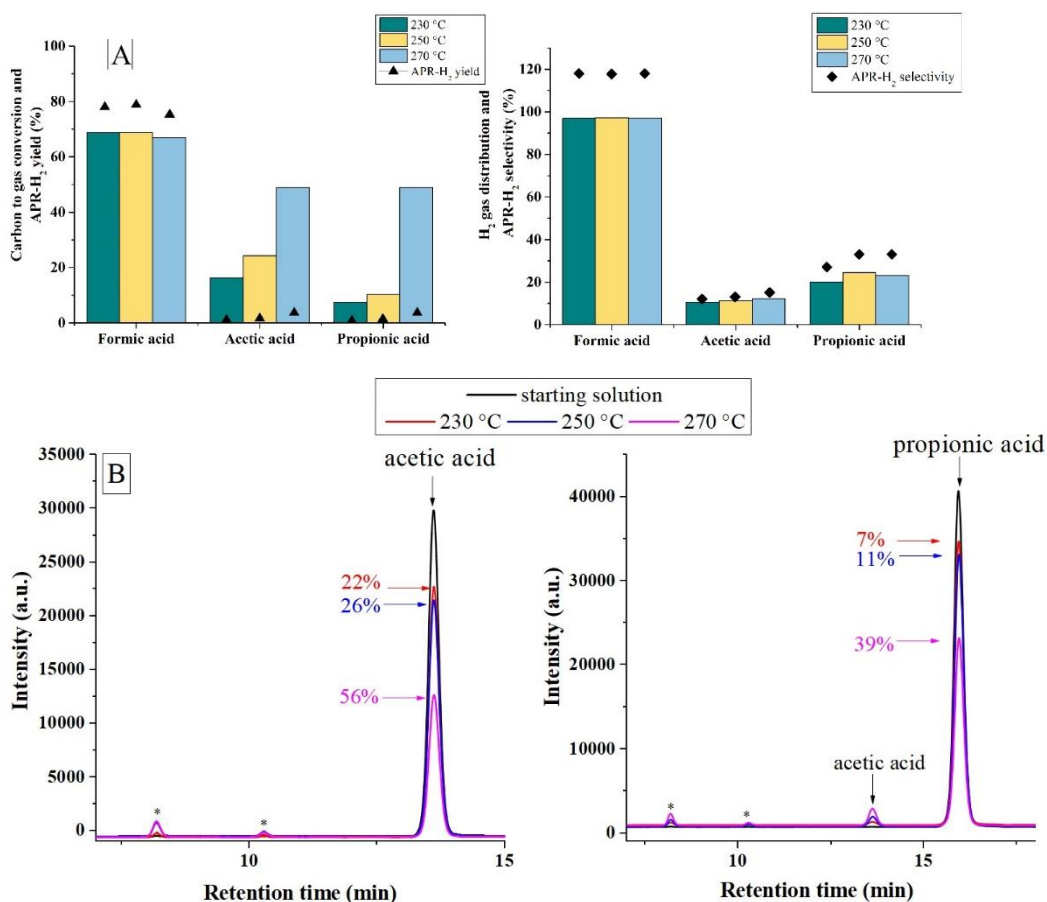 A
230 °C
250 °C
270 °C
APR-H₂ yield
Carbon to gas conversion and
APR-H₂ yield (%)
100
80
60
40
20
0
Formic acid
Acetic acid
Propionic acid
230 °C
250 °C
270 °C
APR-H₂ selectivity
H₂ gas distribution and
APR-H₂ selectivity (%)
120
100
80
60
40
20
0
Formic acid
Acetic acid
Propionic acid
starting solution
230 °C
250 °C
270 °C
B
acetic acid
35000
30000
25000
20000
15000
10000
5000
0
Intensity (a.u.)
22%
26%
56%
*
*
10
15
Retention time (min)
propionic acid
40000
30000
20000
10000
0
Intensity (a.u.)
7%
11%
39%
acetic acid
*
*
10
15
Retention time (min)